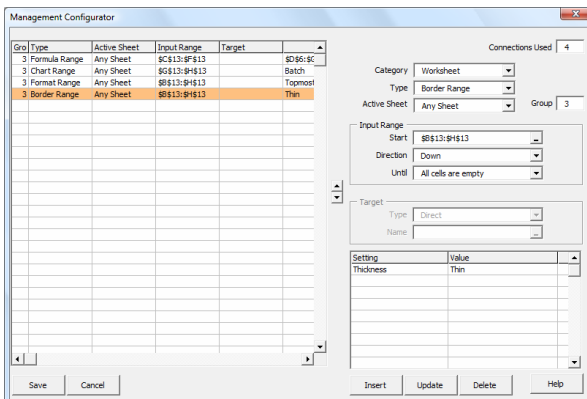 Management Configurator
Connections Used 4
Gro Type Active Sheet Input Range Target
3 Formula Range Any Sheet $C$13:$F$13 $D$6:$G
3 Chart Range Any Sheet $G$13:$H$13 Batch
3 Format Range Any Sheet $B$13:$H$13 Topmost
3 Border Range Any Sheet $B$13:$H$13 Thin
Category Worksheet
Type Border Range
Active Sheet Any Sheet Group 3
Input Range
Start $B$13:$H$13
Direction Down
Until All cells are empty
Target
Type Direct
Name
Setting Value
Thickness Thin
Save Cancel Insert Update Delete Help